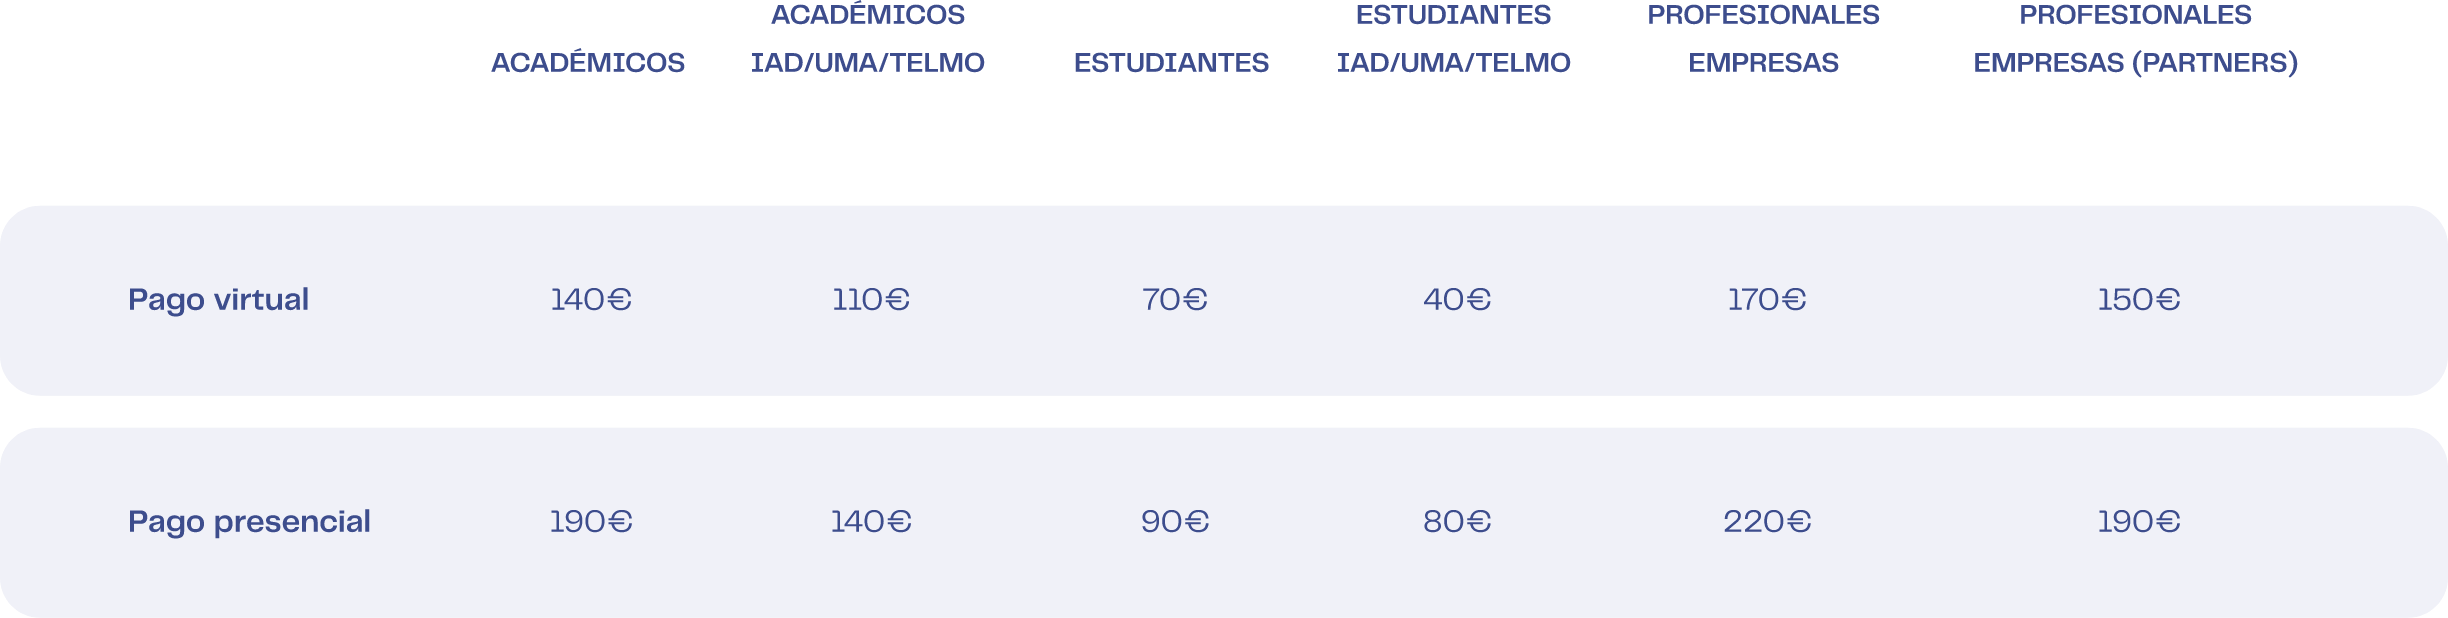 ACADÉMICOS
ACADÉMICOS
IAD/UMA/TELMO
ESTUDIANTES
ESTUDIANTES
IAD/UMA/TELMO
PROFESIONALES
EMPRESAS
PROFESIONALES
EMPRESAS (PARTNERS)
Pago virtual 140€ 110€ 70€ 40€ 170€ 150€
Pago presencial 190€ 140€ 90€ 80€ 220€ 190€